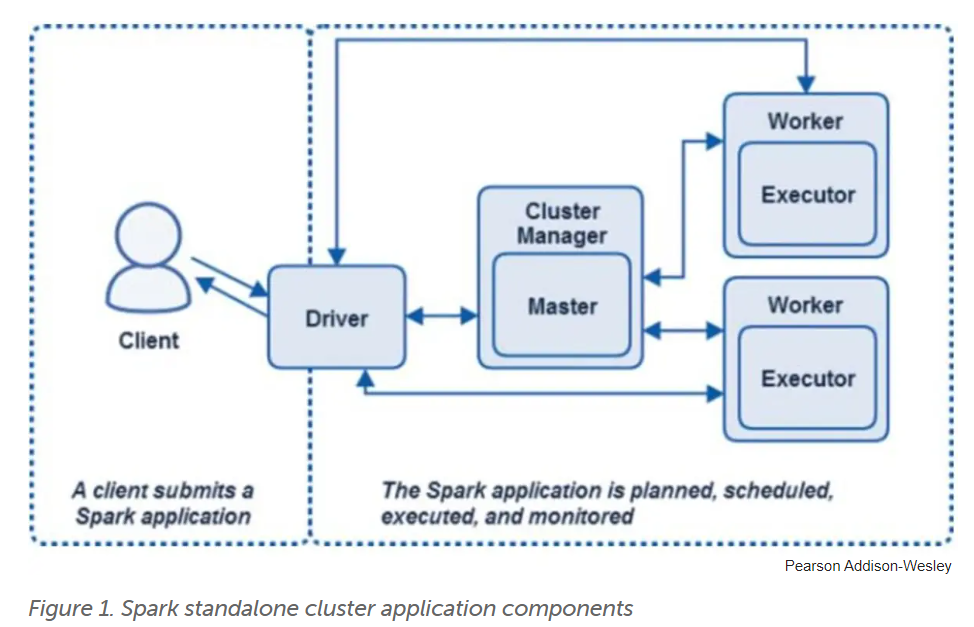 Worker
Executor
Cluster
Manager
Master
Driver
Client
Worker
Executor
A client submits a
Spark application
The Spark application is planned, scheduled,
executed, and monitored
Pearson Addison-Wesley
Figure 1. Spark standalone cluster application components